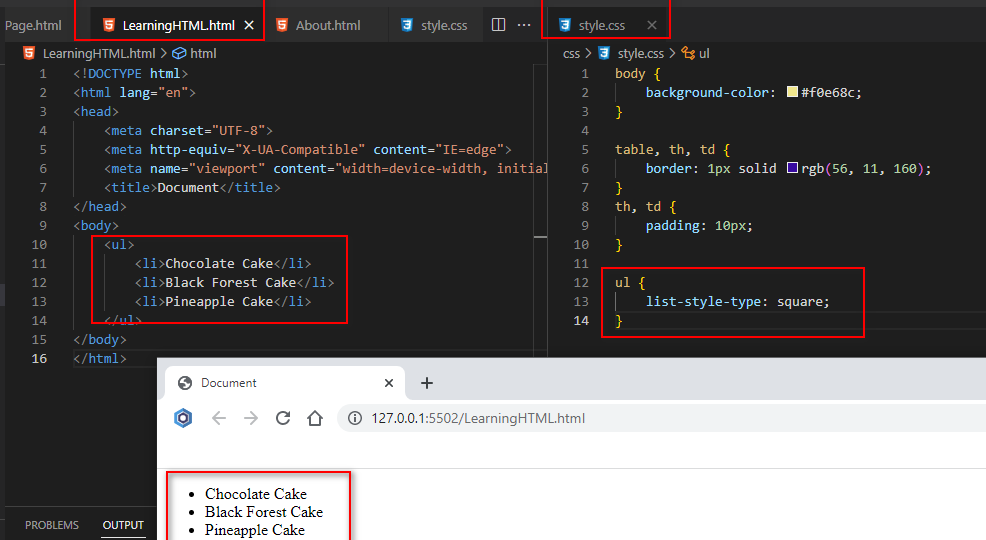 Page.html
LearningHTML.html
About.html
style.css
LearningHTML.html > html
1 <!DOCTYPE html>
2 <html lang="en">
3 <head>
4 <meta charset="UTF-8">
5 <meta http-equiv="X-UA-Compatible" content="IE=edge">
6 <meta name="viewport" content="width=device-width, initial
7 <title>Document</title>
8 </head>
9 <body>
10 <ul>
11 <li>Chocolate Cake</li>
12 <li>Black Forest Cake</li>
13 <li>Pineapple Cake</li>
14 </ul>
15 </body>
16 </html>
style.css
css > style.css > ul
1 body {
2 background-color: #f0e68c;
3 }
4
5 table, th, td {
6 border: 1px solid rgb(56, 11, 160);
7 }
8 th, td {
9 padding: 10px;
10 }
11
12 ul {
13 list-style-type: square;
14 }
Document
127.0.0.1:5502/LearningHTML.html
• Chocolate Cake
• Black Forest Cake
• Pineapple Cake
PROBLEMS OUTPUT